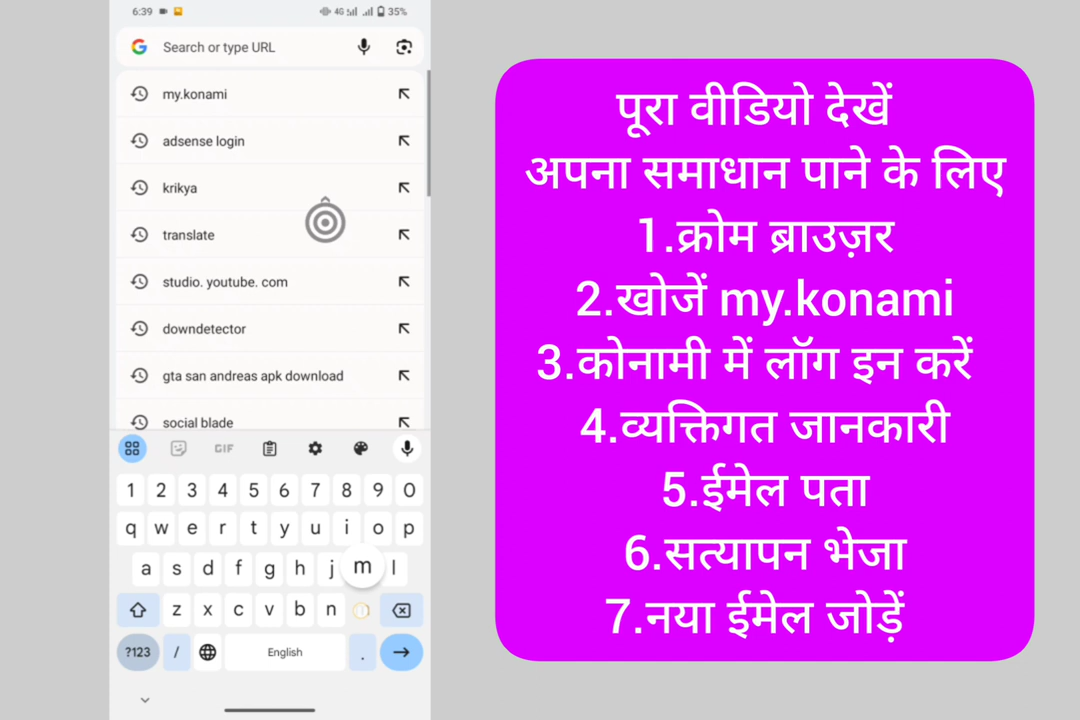 6:39 4G 35%
Search or type URL
my.konami
adsense login
krikya
translate
studio. youtube. com
downdetector
gta san andreas apk download
social blade
GIF
1 2 3 4 5 6 7 8 9 0
q w e r t y u i o p
a s d f g h j m l
z x c v b n
?123 / English .
पूरा वीडियो देखें
अपना समाधान पाने के लिए
1.क्रोम ब्राउज़र
2.खोजें my.konami
3.कोनामी में लॉग इन करें
4.व्यक्तिगत जानकारी
5.ईमेल पता
6.सत्यापन भेजा
7.नया ईमेल जोड़ें